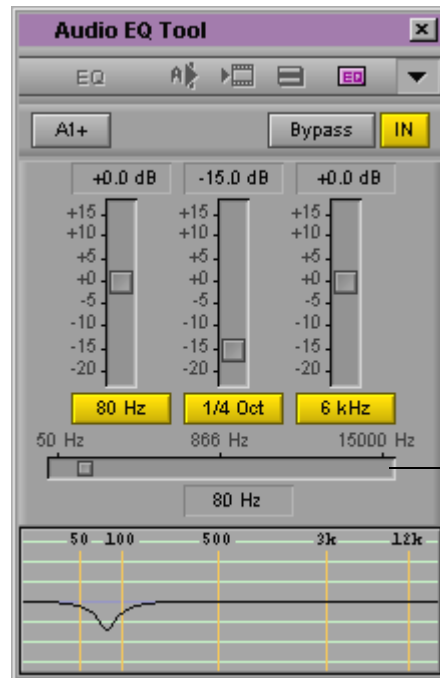 Audio EQ Tool
EQ
EQ
A1+
Bypass
IN
+0.0 dB
-15.0 dB
+0.0 dB
+15
+10
+5
+0
-5
-10
-15
-20
+15
+10
+5
+0
-5
-10
-15
-20
+15
+10
+5
+0
-5
-10
-15
-20
80 Hz
1/4 Oct
6 kHz
50 Hz
866 Hz
15000 Hz
80 Hz
50 100 500 3k 12k